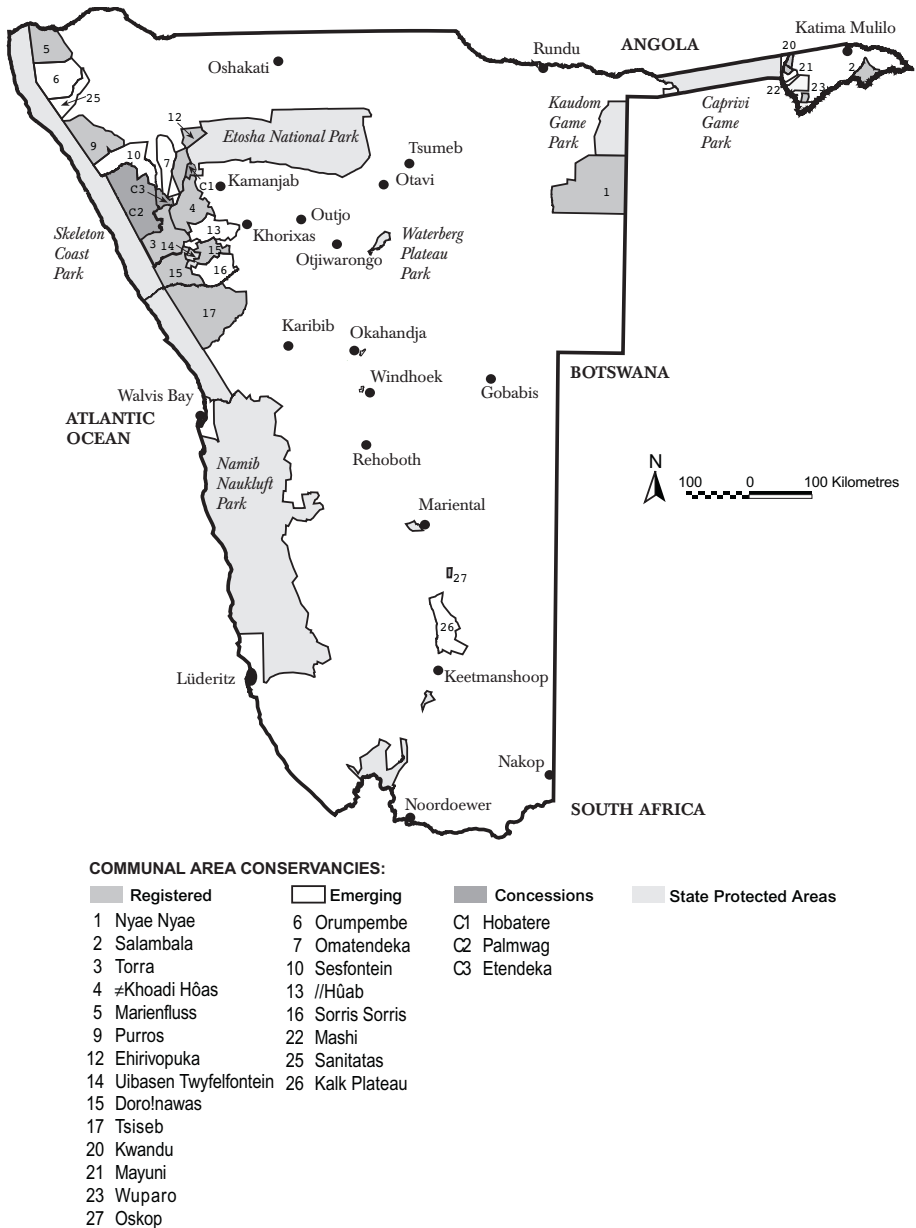 Katima Mulilo
ANGOLA
Rundu
Oshakati
5
6
25
20
21
2
22
23
12
Etosha National Park
Kaudom
Game
Park
Caprivi
Game
Park
9
10
7
C1
C3
C2
Kamanjab
Tsumeb
Otavi
1
4
13
Outjo
Khorixas
Skeleton
Coast
Park
3
14
15
Otjiwarongo
Waterberg
Plateau
Park
15
16
17
Karibib
Okahandja
BOTSWANA
a
Windhoek
Gobabis
Walvis Bay
ATLANTIC
OCEAN
Rehoboth
Namib
Naukluft
Park
N
100 0 100 Kilometres
Mariental
27
26
Lüderitz
Keetmanshoop
Nakop
Noordoewer
SOUTH AFRICA
COMMUNAL AREA CONSERVANCIES:
Registered
1 Nyae Nyae
2 Salambala
3 Torra
4 ≠Khoadi Hôas
5 Marienfluss
9 Purros
12 Ehirivopuka
14 Uibasen Twyfelfontein
15 Doro!nawas
17 Tsiseb
20 Kwandu
21 Mayuni
23 Wuparo
27 Oskop
Emerging
6 Orumpembe
7 Omatendeka
10 Sesfontein
13 //Hûab
16 Sorris Sorris
22 Mashi
25 Sanitatas
26 Kalk Plateau
Concessions
C1 Hobatere
C2 Palmwag
C3 Etendeka
State Protected Areas